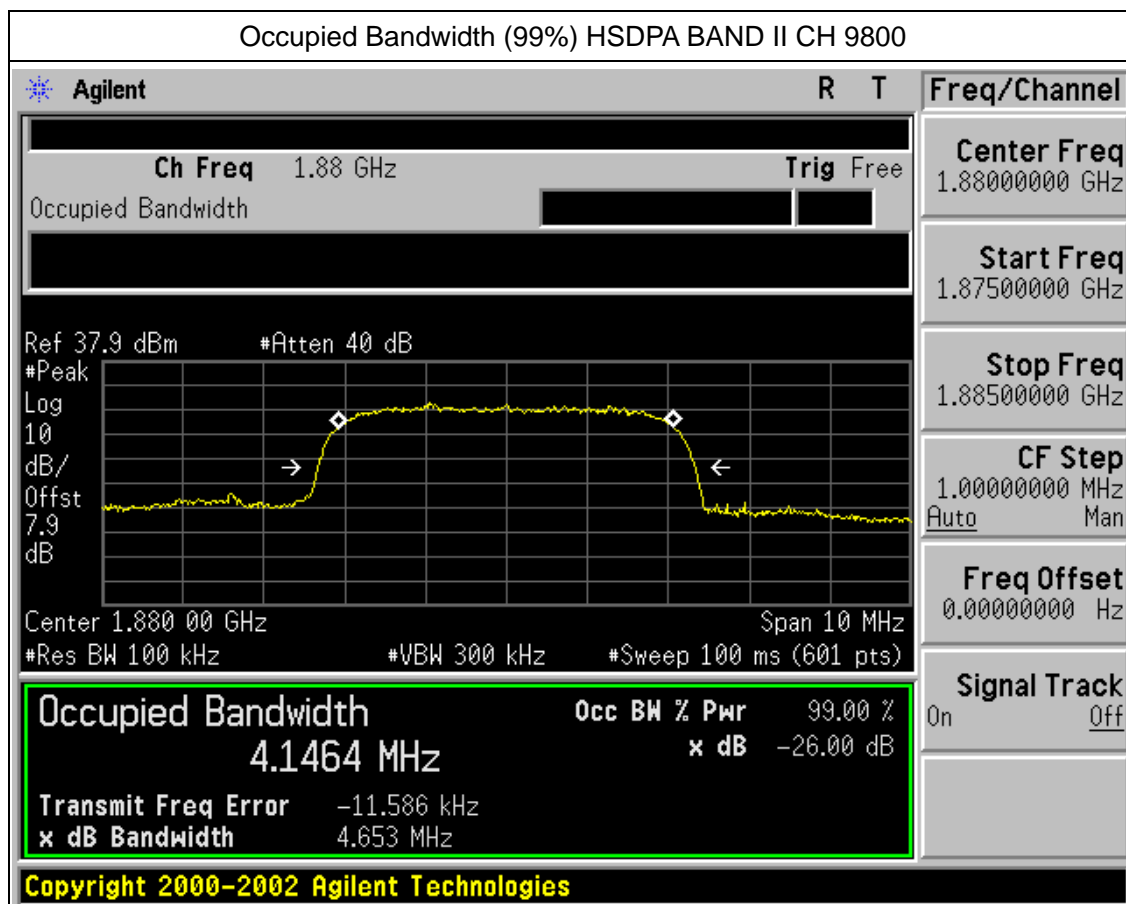 Occupied Bandwidth (99%) HSDPA BAND II CH 9800
Agilent R T
Ch Freq 1.88 GHz Trig Free
Occupied Bandwidth
Ref 37.9 dBm #Atten 40 dB
#Peak
Log
10
dB/
Offst
7.9
dB
Center 1.880 00 GHz Span 10 MHz
#Res BW 100 kHz #VBW 300 kHz #Sweep 100 ms (601 pts)
Occupied Bandwidth Occ BW % Pwr 99.00 %
4.1464 MHz x dB -26.00 dB
Transmit Freq Error -11.586 kHz
x dB Bandwidth 4.653 MHz
Copyright 2000-2002 Agilent Technologies
Freq/Channel
Center Freq
1.88000000 GHz
Start Freq
1.87500000 GHz
Stop Freq
1.88500000 GHz
CF Step
1.00000000 MHz
Auto Man
Freq Offset
0.00000000 Hz
Signal Track
On Off